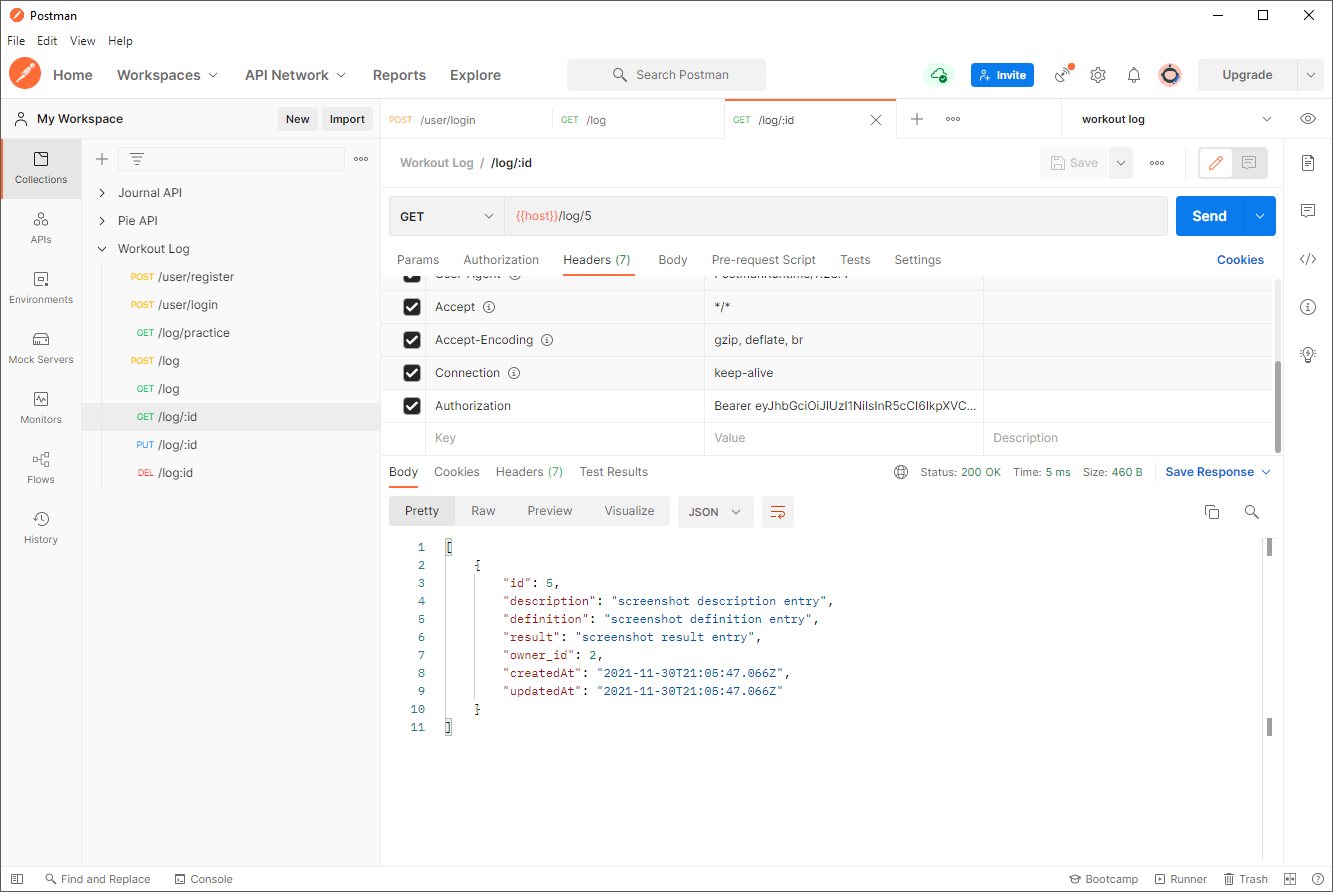 Postman
File Edit View Help
Home Workspaces API Network Reports Explore Search Postman Invite Upgrade
My Workspace New Import
POST /user/login GET /log GET /log/:id workout log
Collections
APIs
Environments
Mock Servers
Monitors
Flows
History
Journal API
Pie API
Workout Log
POST /user/register
POST /user/login
GET /log/practice
POST /log
GET /log
GET /log/:id
PUT /log/:id
DEL /log:id
Workout Log / /log/:id Save
GET {{host}}/log/5 Send
Params Authorization Headers (7) Body Pre-request Script Tests Settings Cookies
User-Agent PostmanRuntime/7.28.4
Accept */*
Accept-Encoding gzip, deflate, br
Connection keep-alive
Authorization Bearer eyJhbGciOiJIUzI1NiIsInR5cCI6IkpXVC...
Key Value Description
Body Cookies Headers (7) Test Results Status: 200 OK Time: 5 ms Size: 460 B Save Response
Pretty Raw Preview Visualize JSON
1 [
2 {
3 "id": 5,
4 "description": "screenshot description entry",
5 "definition": "screenshot definition entry",
6 "result": "screenshot result entry",
7 "owner_id": 2,
8 "createdAt": "2021-11-30T21:05:47.066Z",
9 "updatedAt": "2021-11-30T21:05:47.066Z"
10 }
11 ]
Find and Replace Console Bootcamp Runner Trash